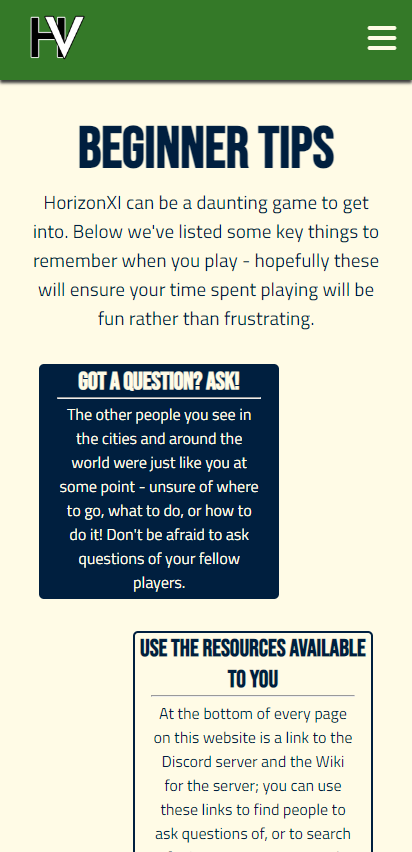 HV
BEGINNER TIPS
HorizonXI can be a daunting game to get
into. Below we've listed some key things to
remember when you play - hopefully these
will ensure your time spent playing will be
fun rather than frustrating.
GOT A QUESTION? ASK!
The other people you see in
the cities and around the
world were just like you at
some point - unsure of where
to go, what to do, or how to
do it! Don't be afraid to ask
questions of your fellow
players.
USE THE RESOURCES AVAILABLE
TO YOU
At the bottom of every page
on this website is a link to the
Discord server and the Wiki
for the server; you can use
these links to find people to
ask questions of, or to search